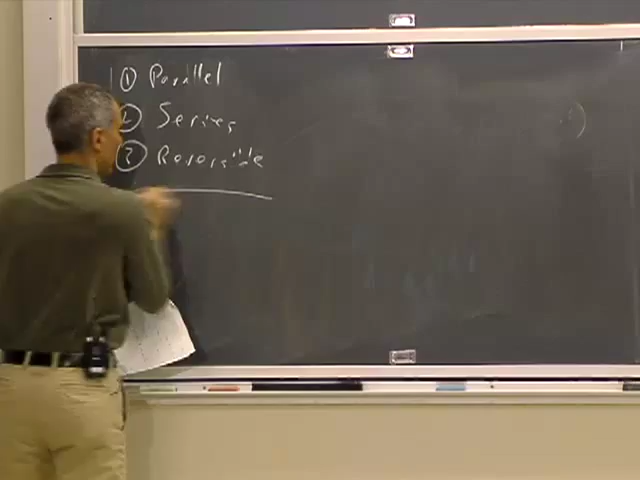 ① Parallel
② Series
③ Reversible